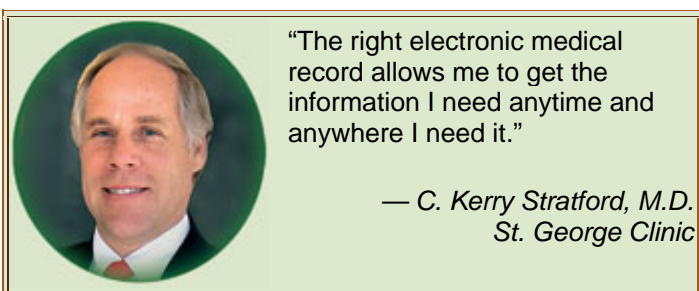 “The right electronic medical
record allows me to get the
information I need anytime and
anywhere I need it.”
— C. Kerry Stratford, M.D.
St. George Clinic